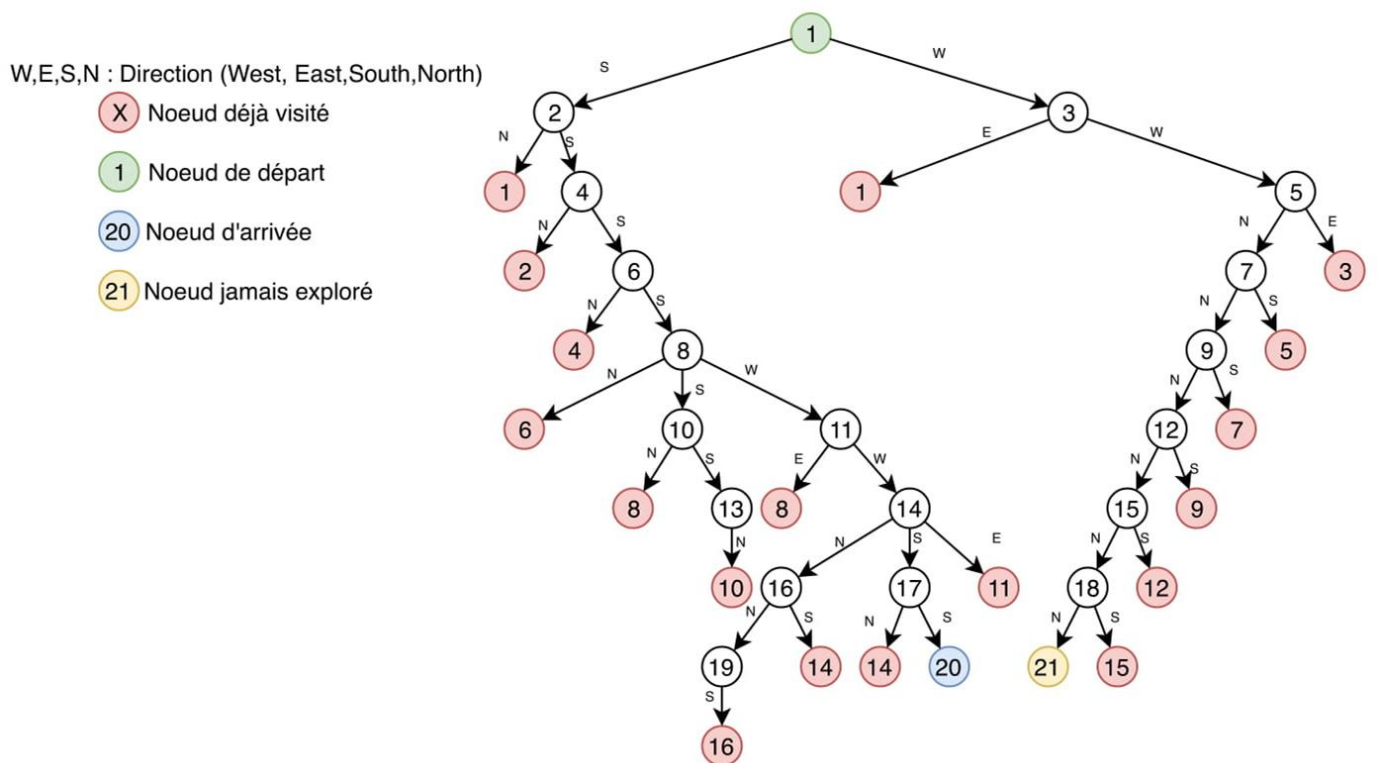 1
W
W,E,S,N : Direction (West, East,South,North)
S
X Noeud déjà visité
2
3
N
S
E
W
1 Noeud de départ
1
4
1
5
N
S
N
E
20 Noeud d'arrivée
2
6
7
3
21 Noeud jamais exploré
N
S
N
S
4
8
9
5
N
S
W
N
S
6
10
11
12
7
N
S
E
W
N
S
8
13
8
14
15
9
N
N
S
E
N
S
10
16
17
11
18
12
N
S
N
S
N
S
19
14
14
20
21
15
S
16